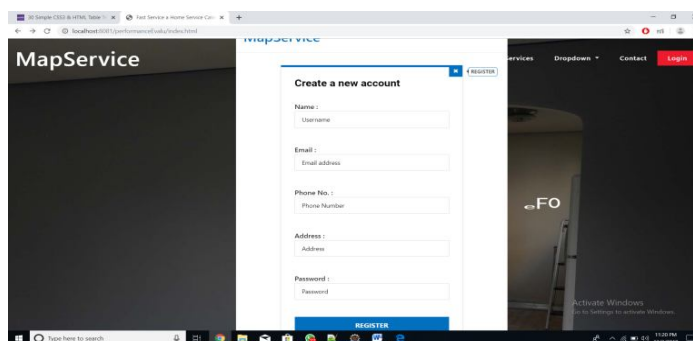 30 Simple CSS3 & HTML Table
Fast Service a Home Service
localhost:8081/performanceEvalu/index.html
MapService
MapService
ervices Dropdown Contact Login
REGISTER
Create a new account
Name :
Username
Email :
Email address
Phone No. :
Phone Number
eFO
Address :
Address
Password :
Password
Activate Windows
Go to Settings to activate Windows.
REGISTER
Type here to search
11:20 PM